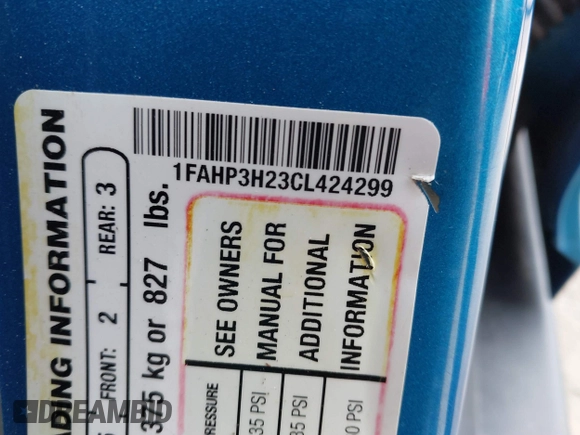 1FAHP3H23CL424299
ADING INFORMATION
FRONT: 2 REAR: 3
375 kg or 827 lbs.
SEE OWNERS
MANUAL FOR
ADDITIONAL
INFORMATION
RESSURE
35 PSI
35 PSI
0 PSI
DREAMBID